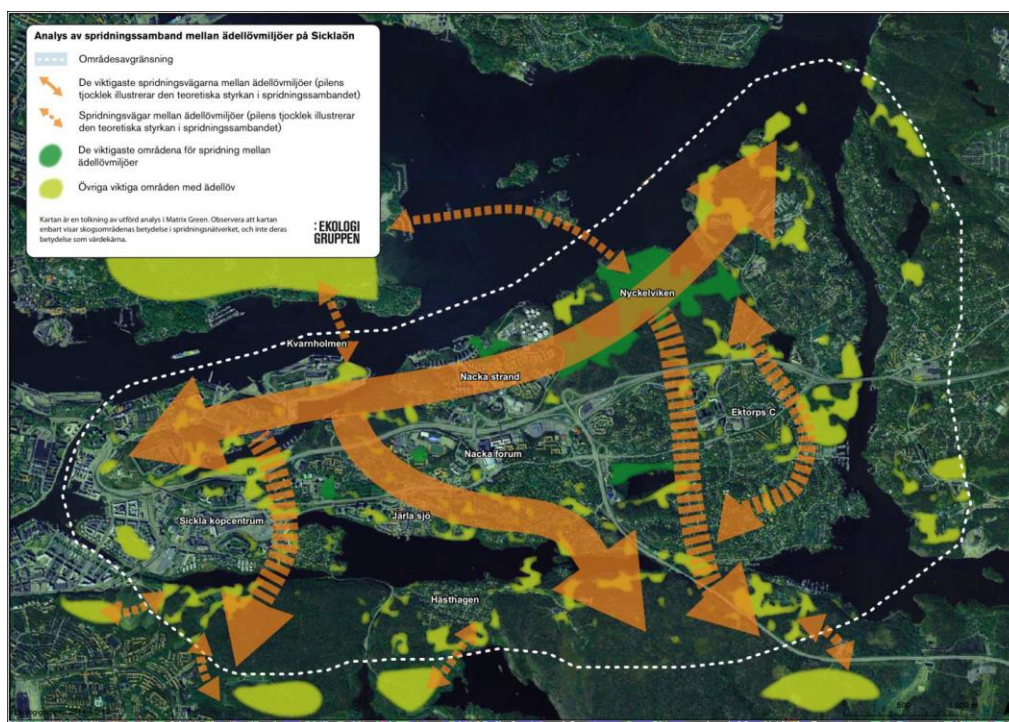 Analys av spridningssamband mellan ädellövmiljöer på Sicklaön
Områdesavgränsning
De viktigaste spridningsvägarna mellan ädellövmiljöer (pilens
tjocklek illustrerar den teoretiska styrkan i spridningssambandet)
Spridningsvägar mellan ädellövmiljöer (pilens tjocklek illustrerar
den teoretiska styrkan i spridningssambandet)
De viktigaste områdena för spridning mellan
ädellövmiljöer
Övriga viktiga områden med ädellöv
Kartan är en tolkning av utförd analys i Matrix Green. Observera att kartan
enbart visar skogsområdenas betydelse i spridningsnätverket, och inte deras
betydelse som värdekärna.
:EKOLOGI
GRUPPEN
Nyckelviken
Kvarnholmen
Nacka strand
Ektorps C
Nacka forum
Sickla köpcentrum
Järla sjö
Hästhagen
500